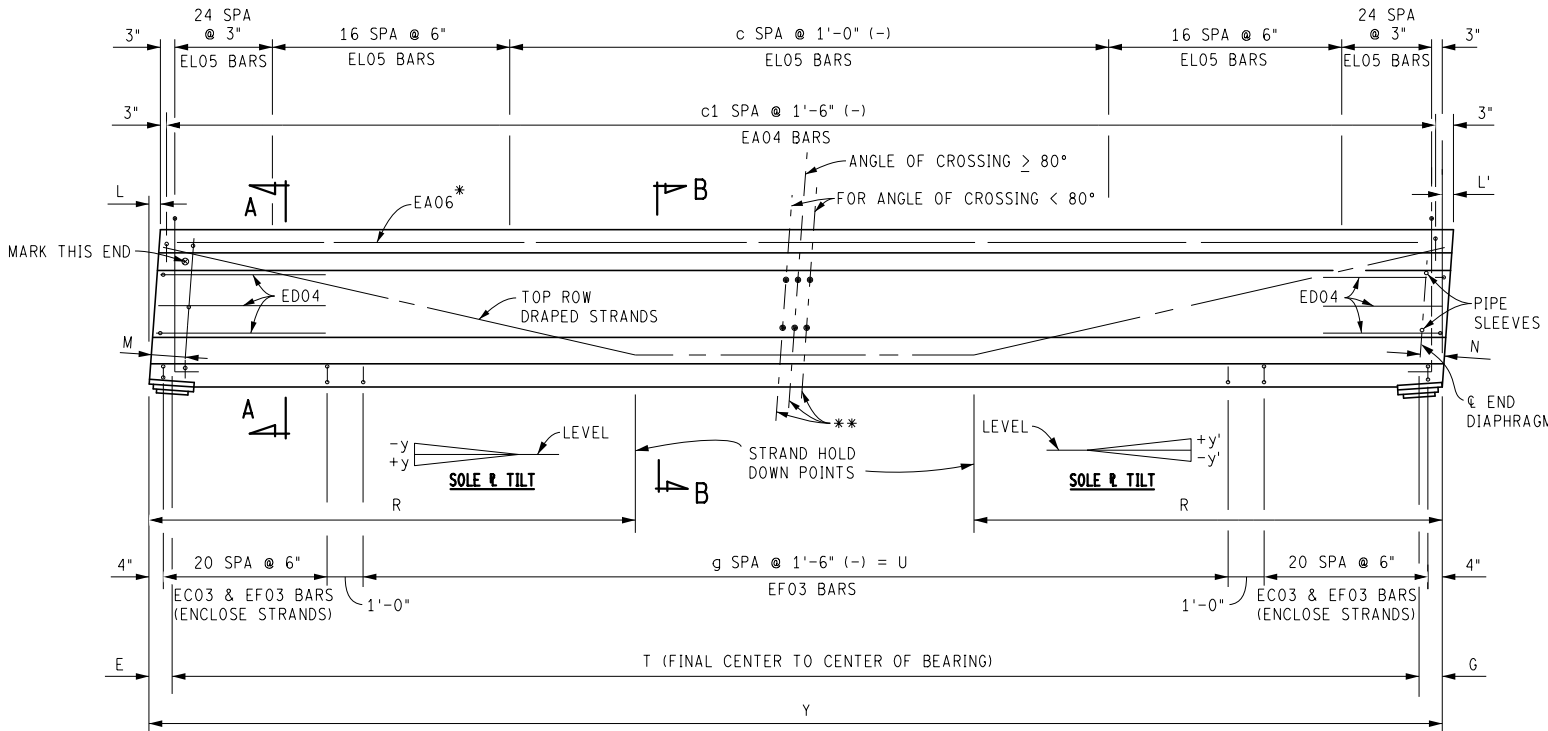 24 SPA
@ 3"
3"
16 SPA @ 6"
c SPA @ 1'-0" (-)
16 SPA @ 6"
24 SPA
@ 3"
3"
EL05 BARS
EL05 BARS
EL05 BARS
EL05 BARS
EL05 BARS
3"
c1 SPA @ 1'-6" (-)
3"
EA04 BARS
ANGLE OF CROSSING ≥ 80°
FOR ANGLE OF CROSSING < 80°
L
A
EA06*
B
L'
MARK THIS END
ED04
TOP ROW
DRAPED STRANDS
ED04
PIPE
SLEEVES
M
N
℄ END
DIAPHRAGM
A
**
-y
+y
LEVEL
SOLE ℄ TILT
STRAND HOLD
DOWN POINTS
B
LEVEL
+y'
-y'
SOLE ℄ TILT
R
R
4"
20 SPA @ 6"
g SPA @ 1'-6" (-) = U
20 SPA @ 6"
4"
EC03 & EF03 BARS
(ENCLOSE STRANDS)
1'-0"
EF03 BARS
1'-0"
EC03 & EF03 BARS
(ENCLOSE STRANDS)
E
T (FINAL CENTER TO CENTER OF BEARING)
G
Y